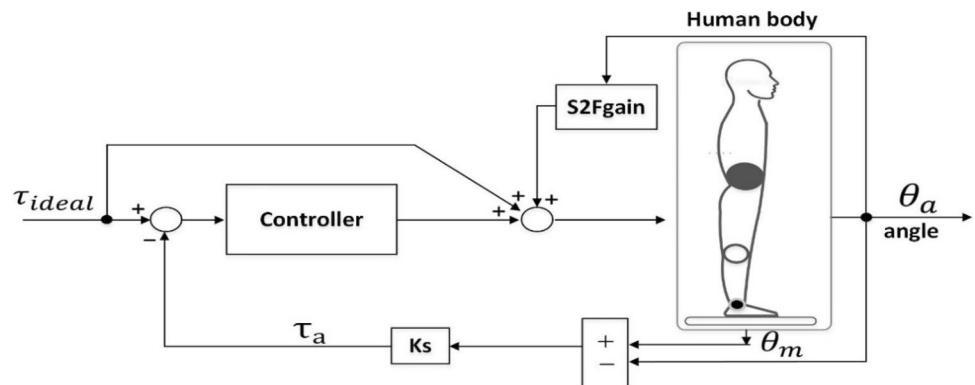 Human body
S2Fgain
τideal
+
−
Controller
+
+
+
θa
angle
τa
Ks
+
−
θm